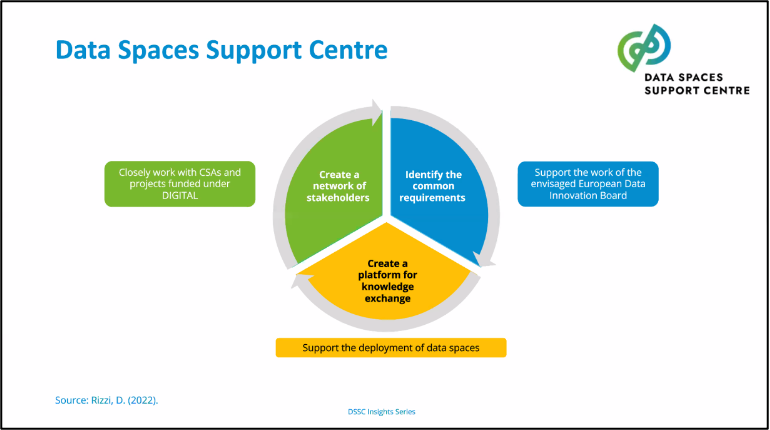 Data Spaces Support Centre
DATA SPACES
SUPPORT CENTRE
Closely work with CSAs and
projects funded under
DIGITAL
Create a
network of
stakeholders
Identify the
common
requirements
Support the work of the
envisaged European Data
Innovation Board
Create a
platform for
knowledge
exchange
Support the deployment of data spaces
Source: Rizzi, D. (2022).
DSSC Insights Series